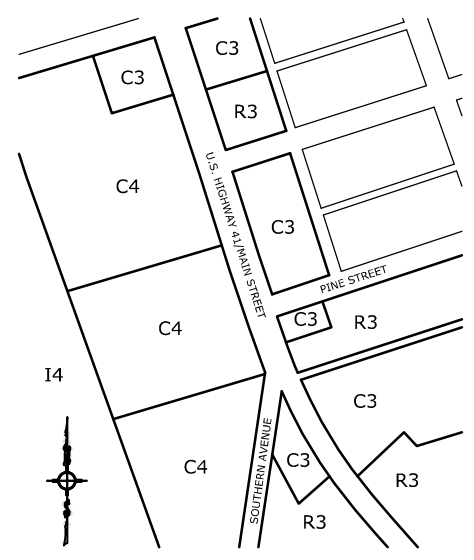 C3
C3
R3
U.S. HIGHWAY 41/MAIN STREET
C4
C3
PINE STREET
C3
R3
C4
I4
C3
SOUTHERN AVENUE
C4
C3
R3
R3